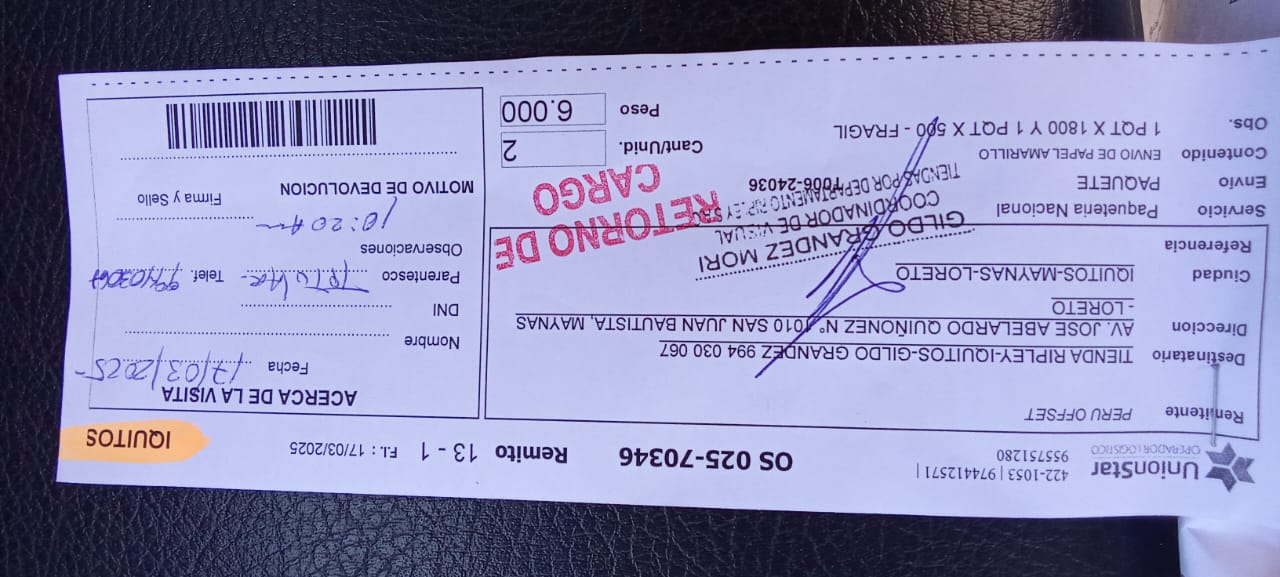 UnionStar
OPERADOR LOGISTICO
422-1053 | 974412571 |
955751280
OS 025-70346
Remito 13 - 1
F.I. : 17/03/2025
IQUITOS
Remitente PERU OFFSET
Destinatario TIENDA RIPLEY-IQUITOS-GILDO GRANDEZ 994 030 067
Direccion AV. JOSE ABELARDO QUIÑONEZ N° 1010 SAN JUAN BAUTISTA, MAYNAS
- LORETO
Ciudad IQUITOS-MAYNAS-LORETO
Referencia
GILDO GRANDEZ MORI
COORDINADOR DE VISUAL
TIENDAS POR DEPARTAMENTO RIPLEY S.A.C
RETORNO DE
CARGO
Servicio Paqueteria Nacional
Envio PAQUETE
T006-24036
Contenido ENVIO DE PAPEL AMARILLO
Obs. 1 PQT X 1800 Y 1 PQT X 500 - FRAGIL
Cant/Unid. 2
Peso 6.000
ACERCA DE LA VISITA
Fecha 17/03/2025
Nombre
DNI
Parentesco Titular Telef.
Observaciones
10:20 Am
Firma y Sello
MOTIVO DE DEVOLUCION